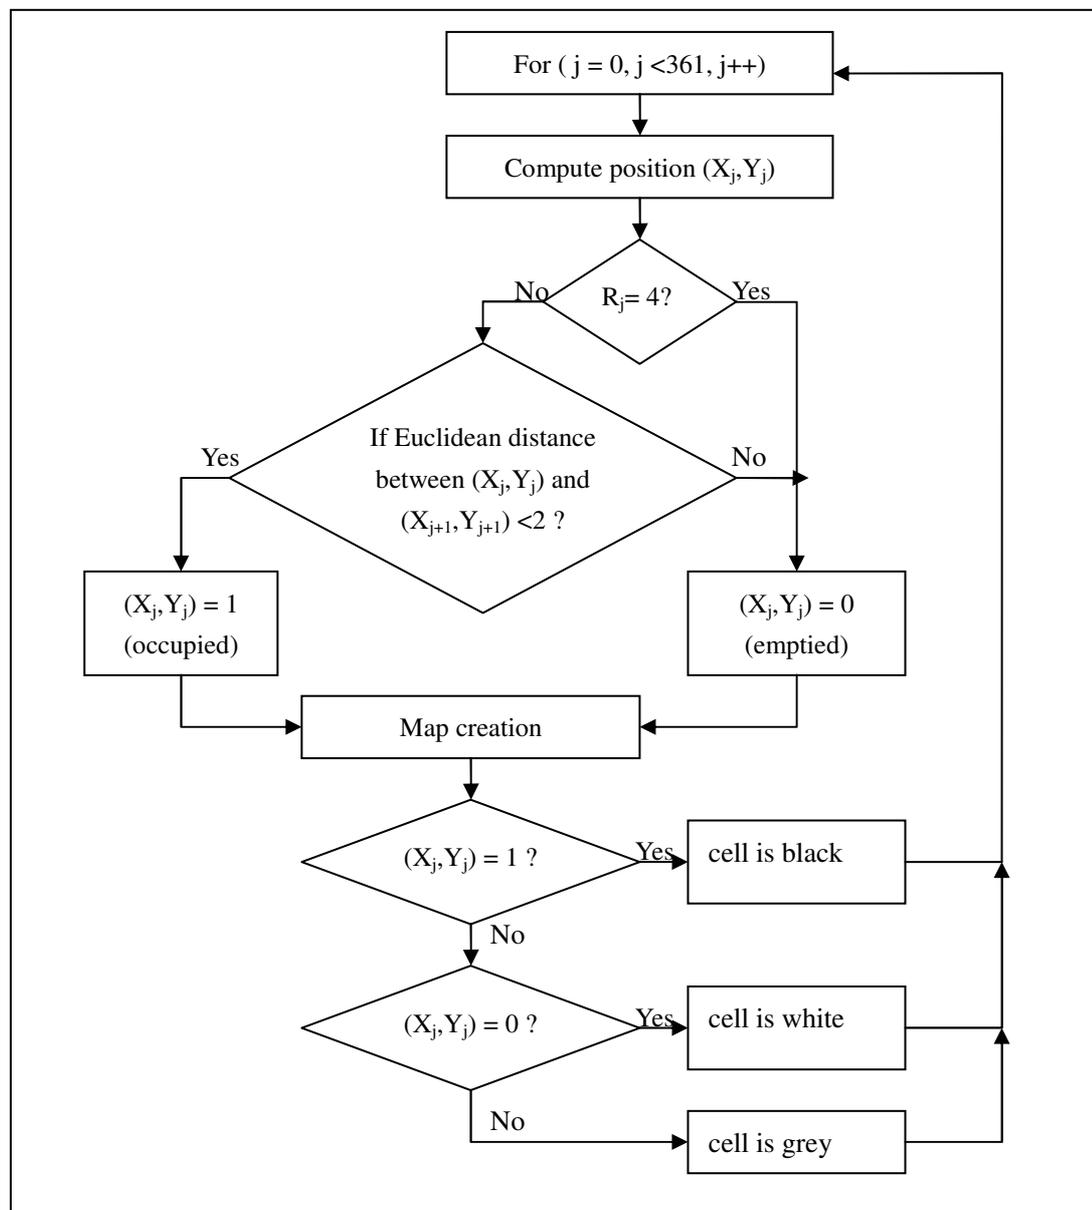 For ( j = 0, j <361, j++)
Compute position (Xj,Yj)
Rj= 4?
No
Yes
If Euclidean distance
between (Xj,Yj) and
(Xj+1,Yj+1) <2 ?
Yes
No
(Xj,Yj) = 1
(occupied)
(Xj,Yj) = 0
(emptied)
Map creation
(Xj,Yj) = 1 ?
Yes
cell is black
No
(Xj,Yj) = 0 ?
Yes
cell is white
No
cell is grey